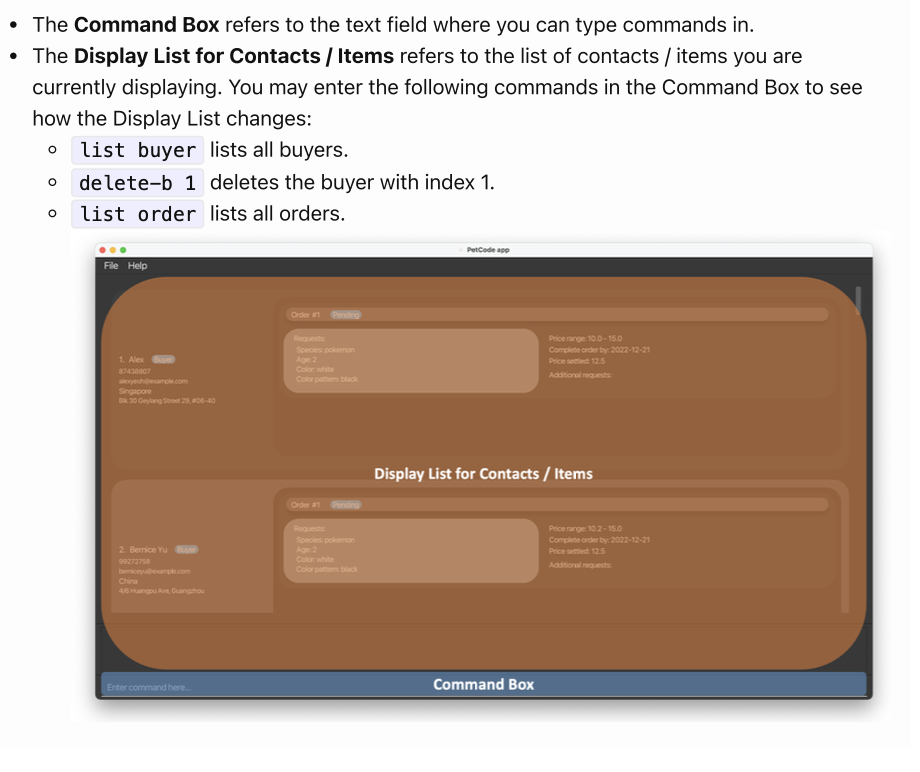 The Command Box refers to the text field where you can type commands in.
The Display List for Contacts / Items refers to the list of contacts / items you are
currently displaying. You may enter the following commands in the Command Box to see
how the Display List changes:
list buyer lists all buyers.
delete-b 1 deletes the buyer with index 1.
list order lists all orders.
PetCode app
File Help
Order #1 Pending
Requests:
Species: pokemon
Age: 2
Color: white
Color pattern: black
Price range: 10.0 - 15.0
Complete order by: 2022-12-21
Price settled: 12.5
Additional requests:
1. Alex Buyer
87438807
alexyeoh@example.com
Singapore
Blk 30 Geylang Street 29, #06-40
Display List for Contacts / Items
Order #1 Pending
Requests:
Species: pokemon
Age: 2
Color: white
Color pattern: black
Price range: 10.2 - 15.0
Complete order by: 2022-12-21
Price settled: 12.5
Additional requests:
2. Bernice Yu Buyer
99272758
berniceyu@example.com
China
4/6 Huangpu Ave, Guangzhou
Enter command here...
Command Box